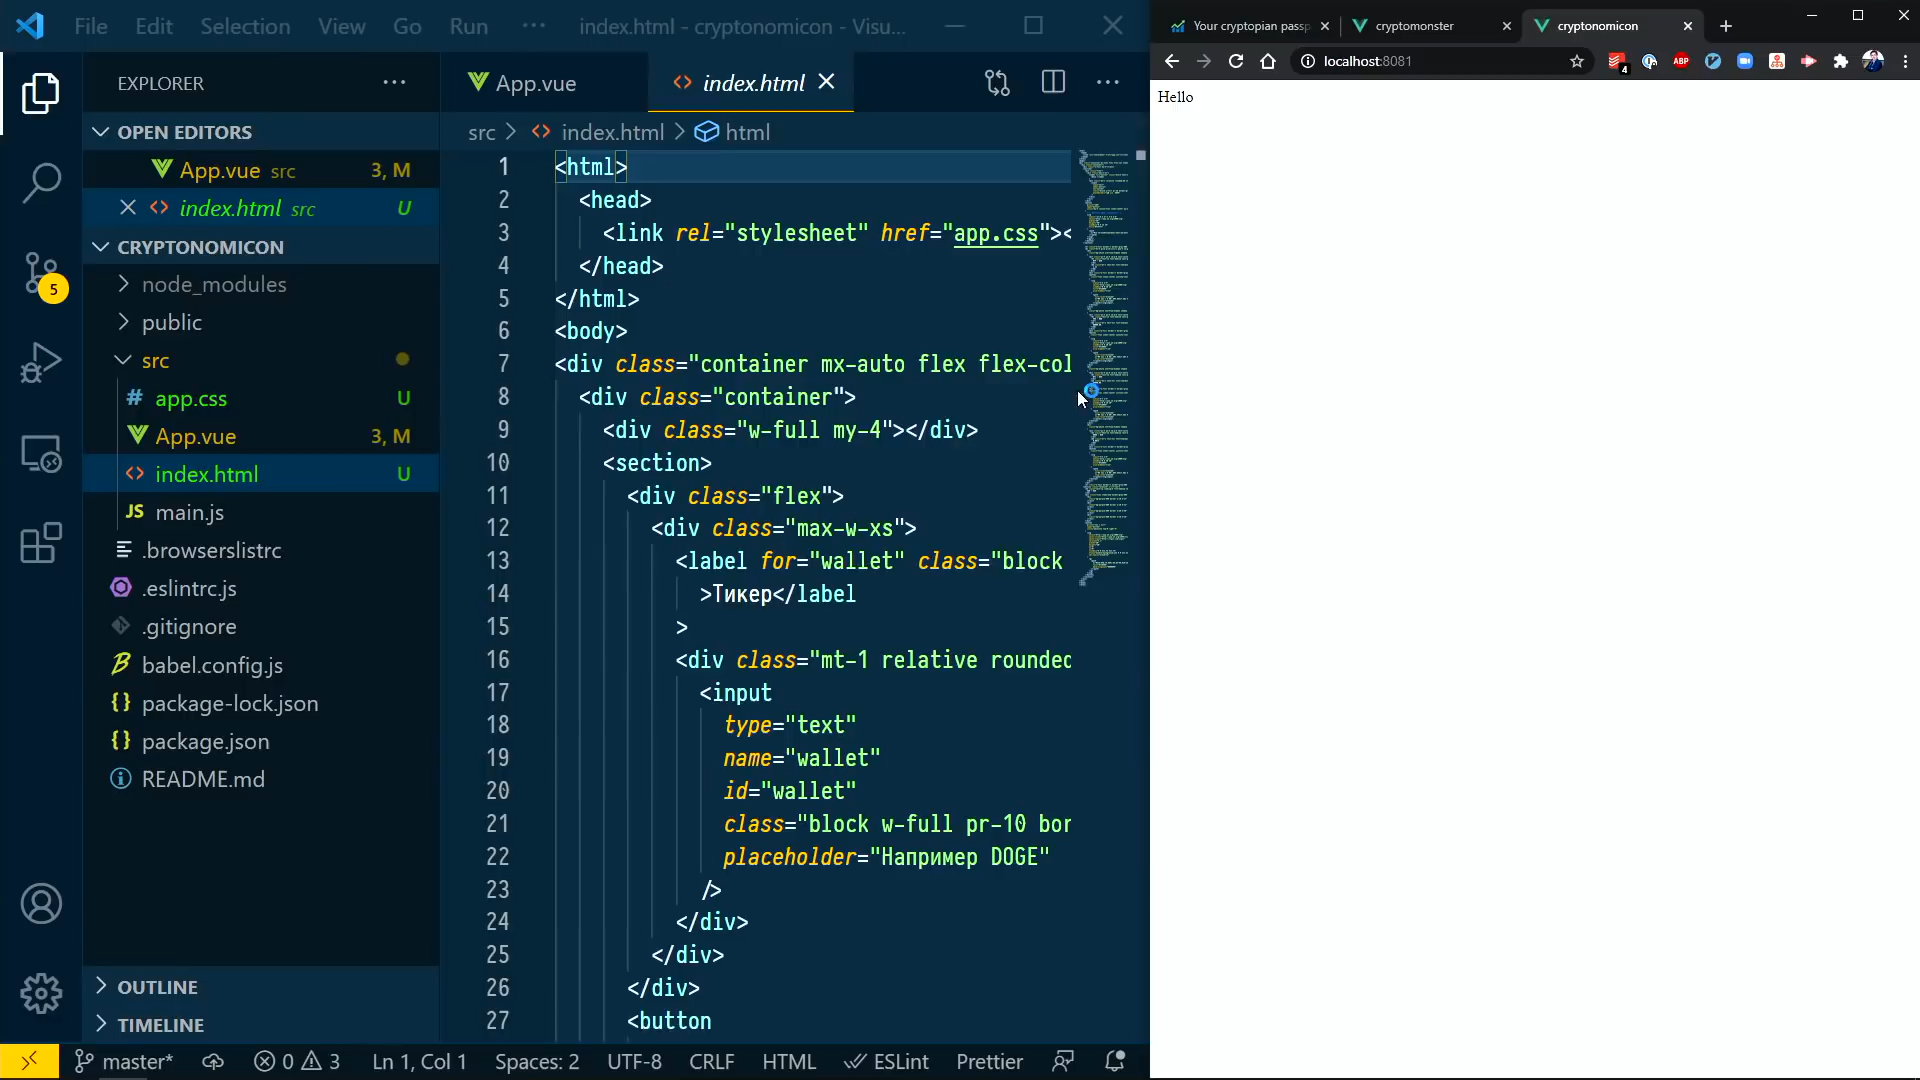 File Edit Selection View Go Run ··· index.html - cryptonomicon - Visu...
EXPLORER
OPEN EDITORS
App.vue src 3, M
index.html src U
CRYPTONOMICON
node_modules
public
src
app.css U
App.vue 3, M
index.html U
main.js
.browserslistrc
.eslintrc.js
.gitignore
babel.config.js
package-lock.json
package.json
README.md
OUTLINE
TIMELINE
App.vue index.html
src > index.html > html
1 <html>
2 <head>
3 <link rel="stylesheet" href="app.css"><
4 </head>
5 </html>
6 <body>
7 <div class="container mx-auto flex flex-col
8 <div class="container">
9 <div class="w-full my-4"></div>
10 <section>
11 <div class="flex">
12 <div class="max-w-xs">
13 <label for="wallet" class="block
14 >Тикер</label
15 >
16 <div class="mt-1 relative rounded
17 <input
18 type="text"
19 name="wallet"
20 id="wallet"
21 class="block w-full pr-10 bor
22 placeholder="Например DOGE"
23 />
24 </div>
25 </div>
26 </div>
27 <button
5
master* 0 3 Ln 1, Col 1 Spaces: 2 UTF-8 CRLF HTML ESLint Prettier
Your cryptopian passp cryptomonster cryptonomicon
localhost:8081
4
ABP
Hello